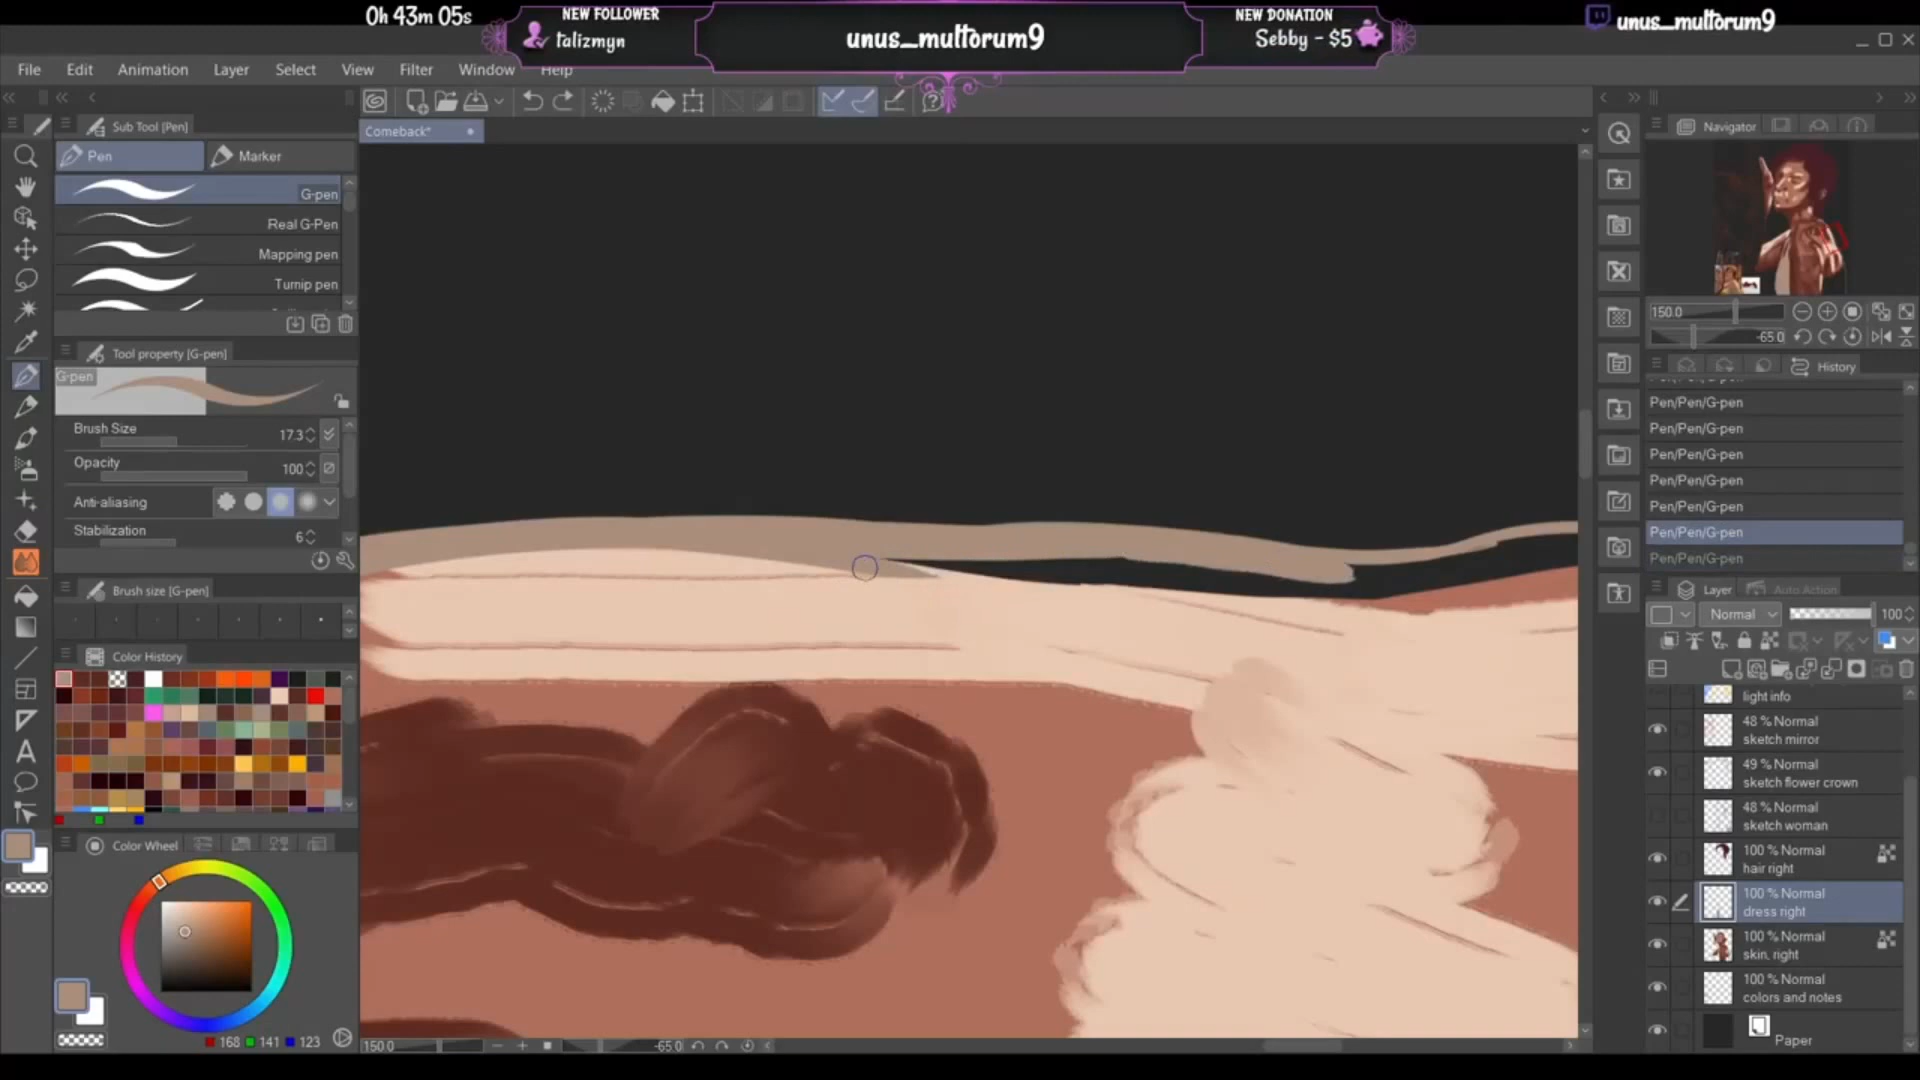 0h 43m 05s
NEW FOLLOWER
talizmyn
unus_multorum9
NEW DONATION
Sebby - $5
unus_multorum9
File Edit Animation Layer Select View Filter Window Help
Sub Tool [Pen]
Pen Marker
G-pen
Real G-Pen
Mapping pen
Turnip pen
Tool property [G-pen]
G-pen
Brush Size 17.3
Opacity 100
Anti-aliasing
Stabilization 6
Brush size [G-pen]
Color History
Color Wheel
168 141 123
Comeback*
150.0 -65.0
Navigator
150.0
-65.0
History
Pen/Pen/G-pen
Pen/Pen/G-pen
Pen/Pen/G-pen
Pen/Pen/G-pen
Pen/Pen/G-pen
Pen/Pen/G-pen
Pen/Pen/G-pen
Layer Auto Action
Normal 100
light info
48 % Normal
sketch mirror
49 % Normal
sketch flower crown
48 % Normal
sketch woman
100 % Normal
hair right
100 % Normal
dress right
100 % Normal
skin, right
100 % Normal
colors and notes
Paper